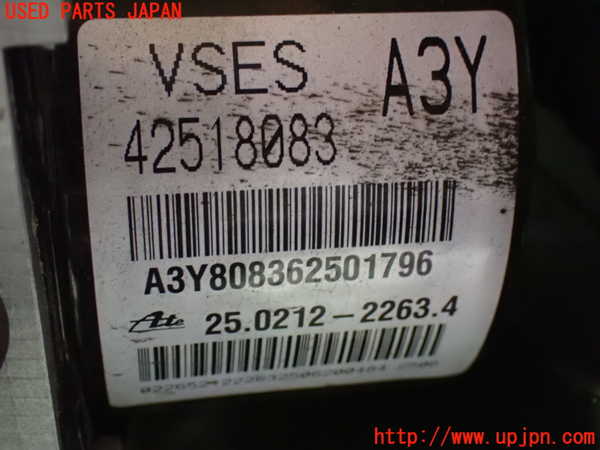 USED PARTS JAPAN
VSES A3Y
42518083
A3Y808362501796
Ate 25.0212-2263.4
http://www.upjpn.com